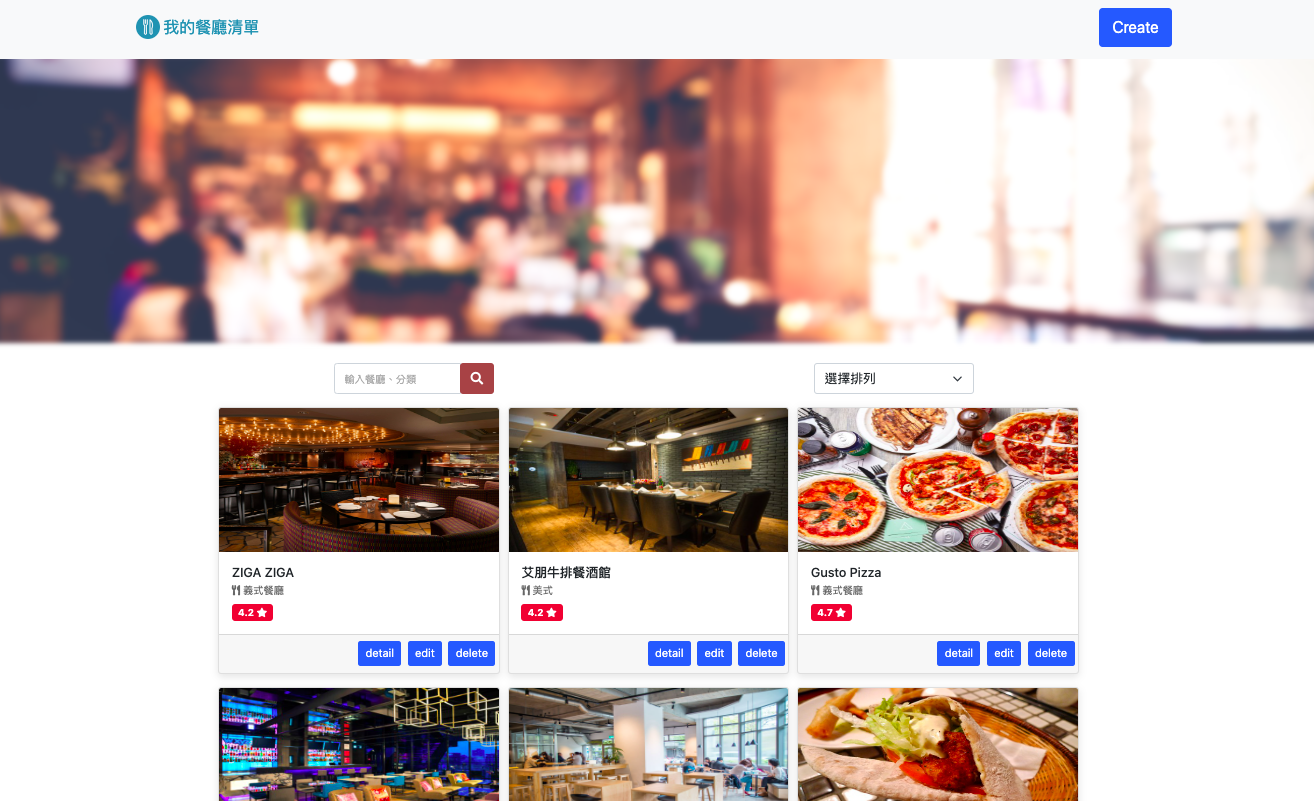 我的餐廳清單
Create
輸入餐廳、分類
選擇排列
ZIGA ZIGA
義式餐廳
4.2
detail edit delete
艾朋牛排餐酒館
美式
4.2
detail edit delete
Gusto Pizza
義式餐廳
4.7
detail edit delete